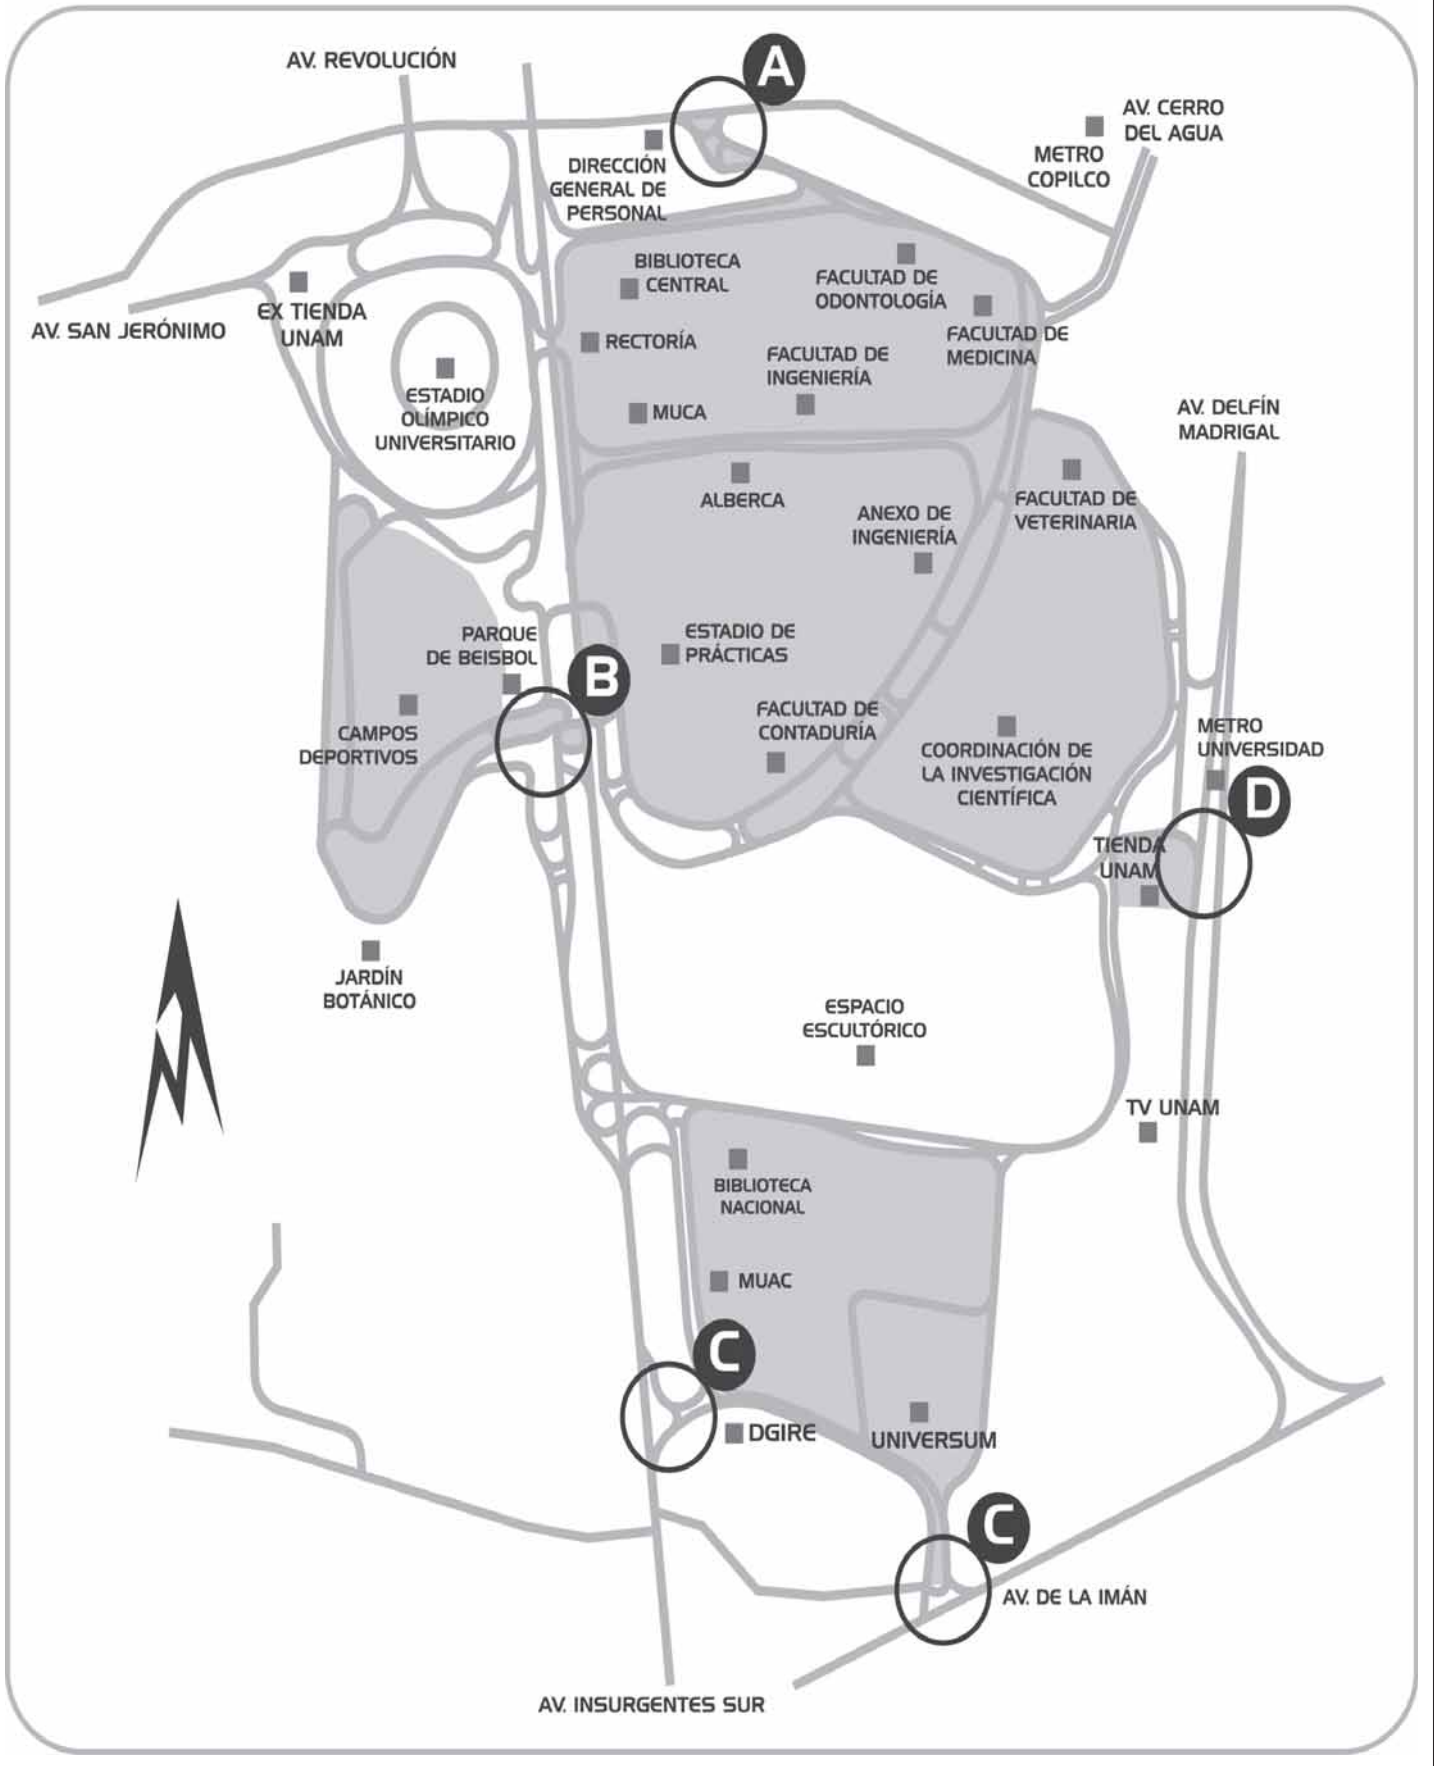 AV. REVOLUCIÓN
A
AV. CERRO
DEL AGUA
METRO
COPILCO
DIRECCIÓN
GENERAL DE
PERSONAL
BIBLIOTECA
CENTRAL
FACULTAD DE
ODONTOLOGÍA
EX TIENDA
UNAM
AV. SAN JERÓNIMO
RECTORÍA
FACULTAD DE
MEDICINA
FACULTAD DE
INGENIERÍA
ESTADIO
OLÍMPICO
UNIVERSITARIO
MUCA
AV. DELFÍN
MADRIGAL
ALBERCA
FACULTAD DE
VETERINARIA
ANEXO DE
INGENIERÍA
PARQUE
DE BEISBOL
B
ESTADIO DE
PRÁCTICAS
CAMPOS
DEPORTIVOS
FACULTAD DE
CONTADURÍA
COORDINACIÓN DE
LA INVESTIGACIÓN
CIENTÍFICA
METRO
UNIVERSIDAD
D
TIENDA
UNAM
JARDÍN
BOTÁNICO
ESPACIO
ESCULTÓRICO
TV UNAM
BIBLIOTECA
NACIONAL
MUAC
C
DGIRE
UNIVERSUM
C
AV. DE LA IMÁN
AV. INSURGENTES SUR